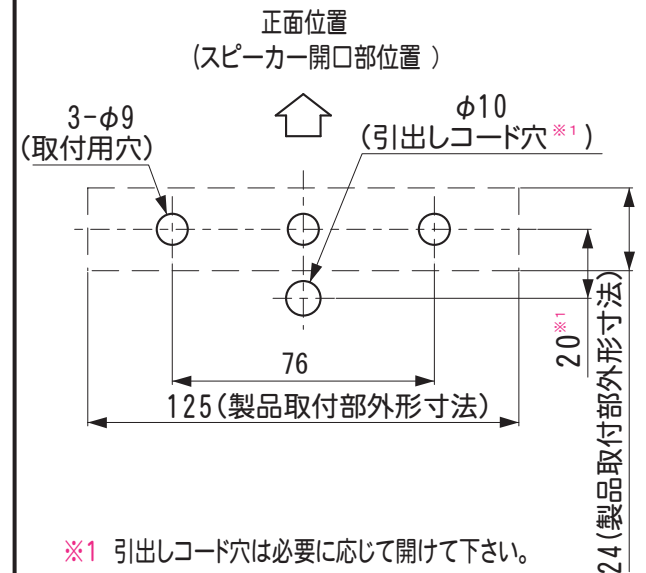 正面位置
(スピーカー開口部位置 )
3-φ9
(取付用穴)
φ10
(引出しコード穴※1)
76
125(製品取付部外形寸法)
20※1
24(製品取付部外形寸法)
※1 引出しコード穴は必要に応じて開けて下さい。